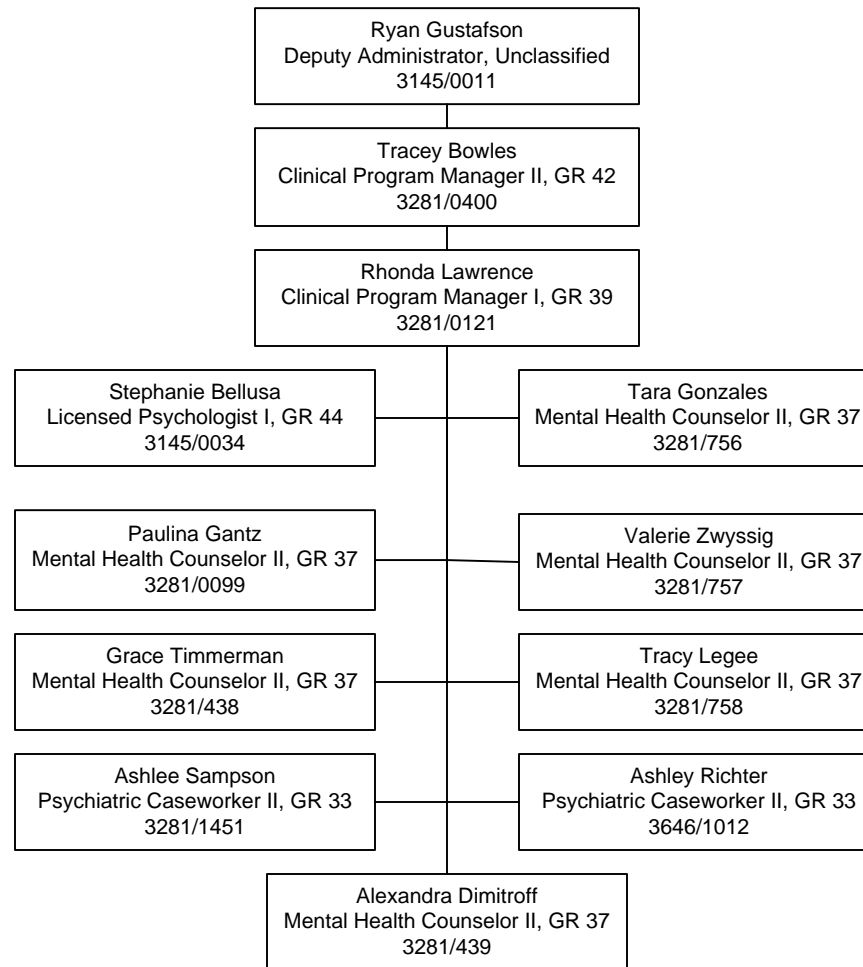 Ryan Gustafson
Deputy Administrator, Unclassified
3145/0011
Tracey Bowles
Clinical Program Manager II, GR 42
3281/0400
Rhonda Lawrence
Clinical Program Manager I, GR 39
3281/0121
Stephanie Bellusa
Licensed Psychologist I, GR 44
3145/0034
Tara Gonzales
Mental Health Counselor II, GR 37
3281/756
Paulina Gantz
Mental Health Counselor II, GR 37
3281/0099
Valerie Zwyssig
Mental Health Counselor II, GR 37
3281/757
Grace Timmerman
Mental Health Counselor II, GR 37
3281/438
Tracy Legee
Mental Health Counselor II, GR 37
3281/758
Ashlee Sampson
Psychiatric Caseworker II, GR 33
3281/1451
Ashley Richter
Psychiatric Caseworker II, GR 33
3646/1012
Alexandra Dimitroff
Mental Health Counselor II, GR 37
3281/439